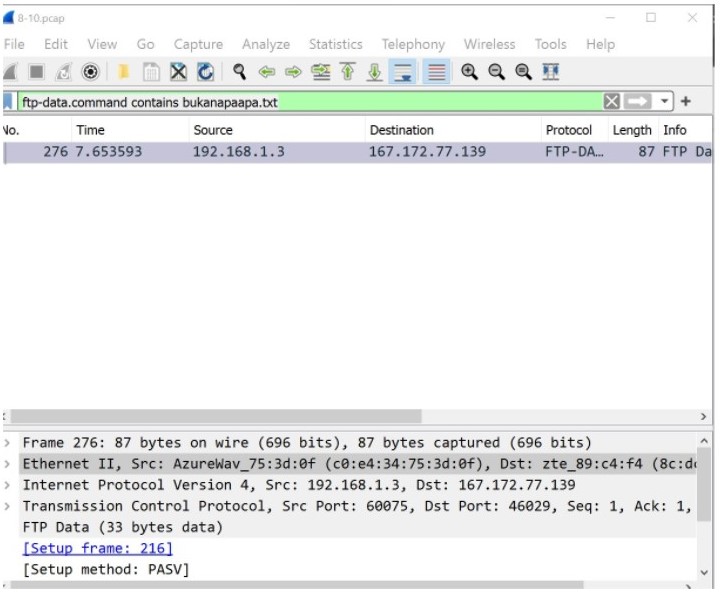 8-10.pcap
File Edit View Go Capture Analyze Statistics Telephony Wireless Tools Help
ftp-data.command contains bukanapaapa.txt
No. Time Source Destination Protocol Length Info
276 7.653593 192.168.1.3 167.172.77.139 FTP-DA… 87 FTP Da
Frame 276: 87 bytes on wire (696 bits), 87 bytes captured (696 bits)
Ethernet II, Src: AzureWav_75:3d:0f (c0:e4:34:75:3d:0f), Dst: zte_89:c4:f4 (8c:d
Internet Protocol Version 4, Src: 192.168.1.3, Dst: 167.172.77.139
Transmission Control Protocol, Src Port: 60075, Dst Port: 46029, Seq: 1, Ack: 1,
FTP Data (33 bytes data)
[Setup frame: 216]
[Setup method: PASV]